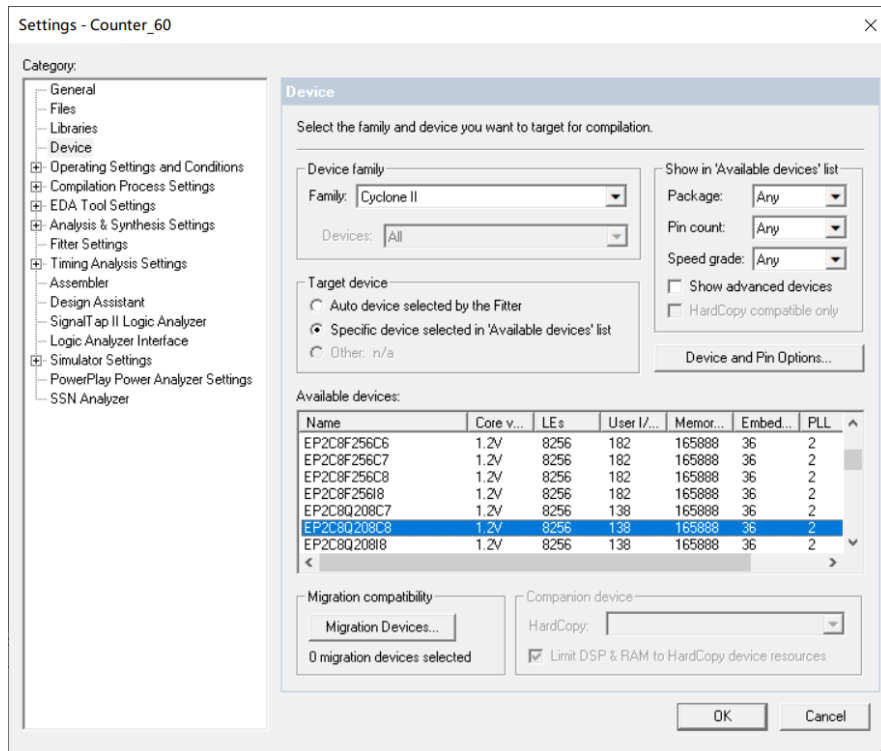 Settings - Counter_60
Category:
General
Files
Libraries
Device
Operating Settings and Conditions
Compilation Process Settings
EDA Tool Settings
Analysis & Synthesis Settings
Fitter Settings
Timing Analysis Settings
Assembler
Design Assistant
SignalTap II Logic Analyzer
Logic Analyzer Interface
Simulator Settings
PowerPlay Power Analyzer Settings
SSN Analyzer
Device
Select the family and device you want to target for compilation.
Device family
Family: Cyclone II
Devices: All
Show in 'Available devices' list
Package: Any
Pin count: Any
Speed grade: Any
Show advanced devices
HardCopy compatible only
Target device
Auto device selected by the Fitter
Specific device selected in 'Available devices' list
Other: n/a
Device and Pin Options...
Available devices:
Name Core v... LEs User I/... Memor... Embed... PLL
EP2C8F256C6 1.2V 8256 182 165888 36 2
EP2C8F256C7 1.2V 8256 182 165888 36 2
EP2C8F256C8 1.2V 8256 182 165888 36 2
EP2C8F256I8 1.2V 8256 182 165888 36 2
EP2C8Q208C7 1.2V 8256 138 165888 36 2
EP2C8Q208C8 1.2V 8256 138 165888 36 2
EP2C8Q208I8 1.2V 8256 138 165888 36 2
Migration compatibility
Migration Devices...
0 migration devices selected
Companion device
HardCopy:
Limit DSP & RAM to HardCopy device resources
OK Cancel